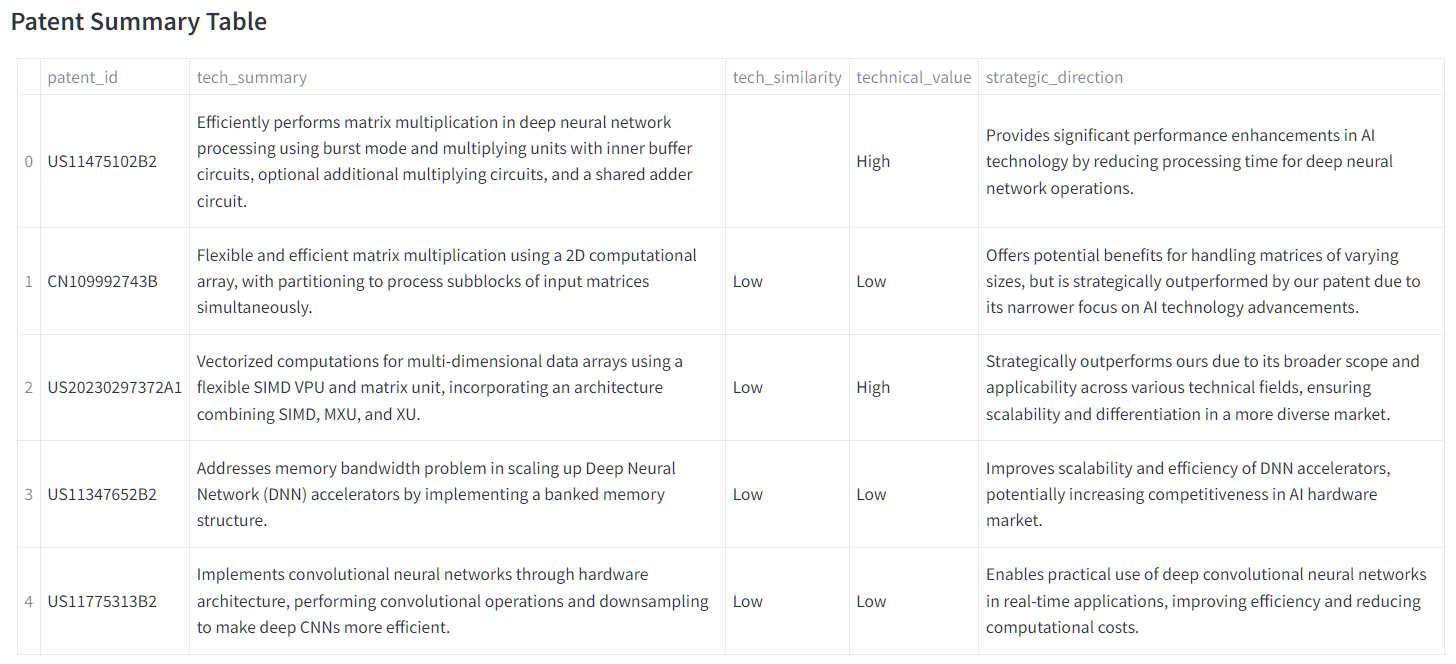 Patent Summary Table
patent_id tech_summary tech_similarity technical_value strategic_direction
0 US11475102B2
Efficiently performs matrix multiplication in deep neural network
processing using burst mode and multiplying units with inner buffer
circuits, optional additional multiplying circuits, and a shared adder
circuit.
High
Provides significant performance enhancements in AI
technology by reducing processing time for deep neural
network operations.
1 CN109992743B
Flexible and efficient matrix multiplication using a 2D computational
array, with partitioning to process subblocks of input matrices
simultaneously.
Low
Low
Offers potential benefits for handling matrices of varying
sizes, but is strategically outperformed by our patent due to
its narrower focus on AI technology advancements.
2 US20230297372A1
Vectorized computations for multi-dimensional data arrays using a
flexible SIMD VPU and matrix unit, incorporating an architecture
combining SIMD, MXU, and XU.
Low
High
Strategically outperforms ours due to its broader scope and
applicability across various technical fields, ensuring
scalability and differentiation in a more diverse market.
3 US11347652B2
Addresses memory bandwidth problem in scaling up Deep Neural
Network (DNN) accelerators by implementing a banked memory
structure.
Low
Low
Improves scalability and efficiency of DNN accelerators,
potentially increasing competitiveness in AI hardware
market.
4 US11775313B2
Implements convolutional neural networks through hardware
architecture, performing convolutional operations and downsampling
to make deep CNNs more efficient.
Low
Low
Enables practical use of deep convolutional neural networks
in real-time applications, improving efficiency and reducing
computational costs.